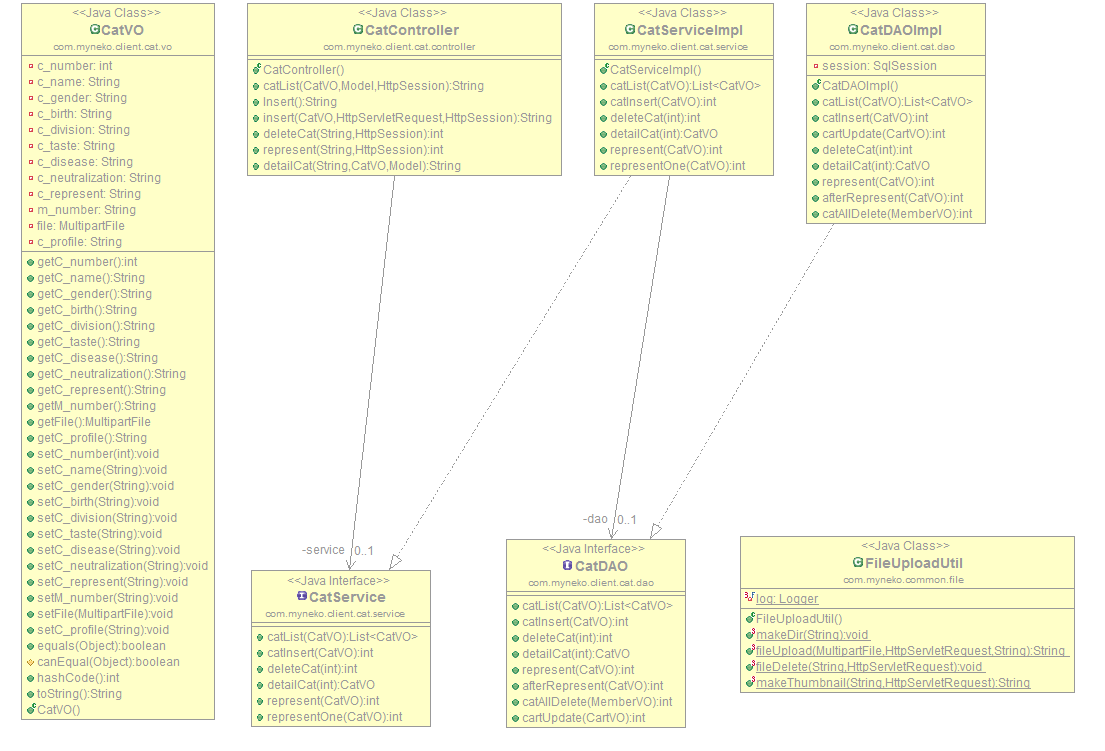 <<Java Class>>
CatVO
com.myneko.client.cat.vo
c_number: int
c_name: String
c_gender: String
c_birth: String
c_division: String
c_taste: String
c_disease: String
c_neutralization: String
c_represent: String
m_number: String
file: MultipartFile
c_profile: String
getC_number():int
getC_name():String
getC_gender():String
getC_birth():String
getC_division():String
getC_taste():String
getC_disease():String
getC_neutralization():String
getC_represent():String
getM_number():String
getFile():MultipartFile
getC_profile():String
setC_number(int):void
setC_name(String):void
setC_gender(String):void
setC_birth(String):void
setC_division(String):void
setC_taste(String):void
setC_disease(String):void
setC_neutralization(String):void
setC_represent(String):void
setM_number(String):void
setFile(MultipartFile):void
setC_profile(String):void
equals(Object):boolean
canEqual(Object):boolean
hashCode():int
toString():String
CatVO()
<<Java Class>>
CatController
com.myneko.client.cat.controller
CatController()
catList(CatVO,Model,HttpSession):String
Insert():String
insert(CatVO,HttpServletRequest,HttpSession):String
deleteCat(String,HttpSession):int
represent(String,HttpSession):int
detailCat(String,CatVO,Model):String
<<Java Class>>
CatServiceImpl
com.myneko.client.cat.service
CatServiceImpl()
catList(CatVO):List<CatVO>
catInsert(CatVO):int
deleteCat(int):int
detailCat(int):CatVO
represent(CatVO):int
representOne(CatVO):int
<<Java Class>>
CatDAOImpl
com.myneko.client.cat.dao
session: SqlSession
CatDAOImpl()
catList(CatVO):List<CatVO>
catInsert(CatVO):int
cartUpdate(CartVO):int
deleteCat(int):int
detailCat(int):CatVO
represent(CatVO):int
afterRepresent(CatVO):int
catAllDelete(MemberVO):int
-service 0..1
<<Java Interface>>
CatService
com.myneko.client.cat.service
catList(CatVO):List<CatVO>
catInsert(CatVO):int
deleteCat(int):int
detailCat(int):CatVO
represent(CatVO):int
representOne(CatVO):int
-dao 0..1
<<Java Interface>>
CatDAO
com.myneko.client.cat.dao
catList(CatVO):List<CatVO>
catInsert(CatVO):int
deleteCat(int):int
detailCat(int):CatVO
represent(CatVO):int
afterRepresent(CatVO):int
catAllDelete(MemberVO):int
cartUpdate(CartVO):int
<<Java Class>>
FileUploadUtil
com.myneko.common.file
log: Logger
FileUploadUtil()
makeDir(String):void
fileUpload(MultipartFile,HttpServletRequest,String):String
fileDelete(String,HttpServletRequest):void
makeThumbnail(String,HttpServletRequest):String